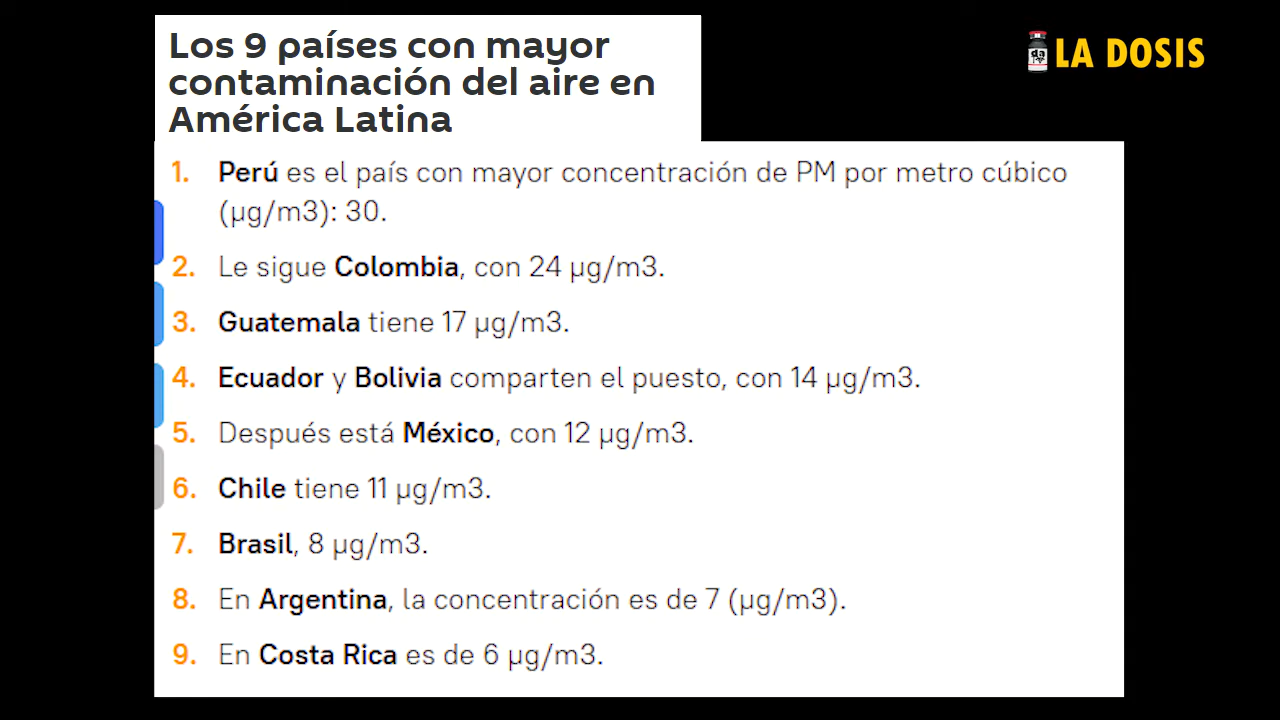 Los 9 países con mayor
contaminación del aire en
América Latina
LA DOSIS
1. Perú es el país con mayor concentración de PM por metro cúbico
(µg/m3): 30.
2. Le sigue Colombia, con 24 µg/m3.
3. Guatemala tiene 17 µg/m3.
4. Ecuador y Bolivia comparten el puesto, con 14 µg/m3.
5. Después está México, con 12 µg/m3.
6. Chile tiene 11 µg/m3.
7. Brasil, 8 µg/m3.
8. En Argentina, la concentración es de 7 (µg/m3).
9. En Costa Rica es de 6 µg/m3.